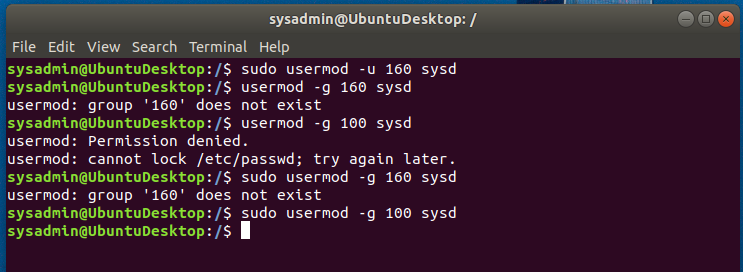 sysadmin@UbuntuDesktop: /
File Edit View Search Terminal Help
sysadmin@UbuntuDesktop:/$ sudo usermod -u 160 sysd
sysadmin@UbuntuDesktop:/$ usermod -g 160 sysd
usermod: group '160' does not exist
sysadmin@UbuntuDesktop:/$ usermod -g 100 sysd
usermod: Permission denied.
usermod: cannot lock /etc/passwd; try again later.
sysadmin@UbuntuDesktop:/$ sudo usermod -g 160 sysd
usermod: group '160' does not exist
sysadmin@UbuntuDesktop:/$ sudo usermod -g 100 sysd
sysadmin@UbuntuDesktop:/$